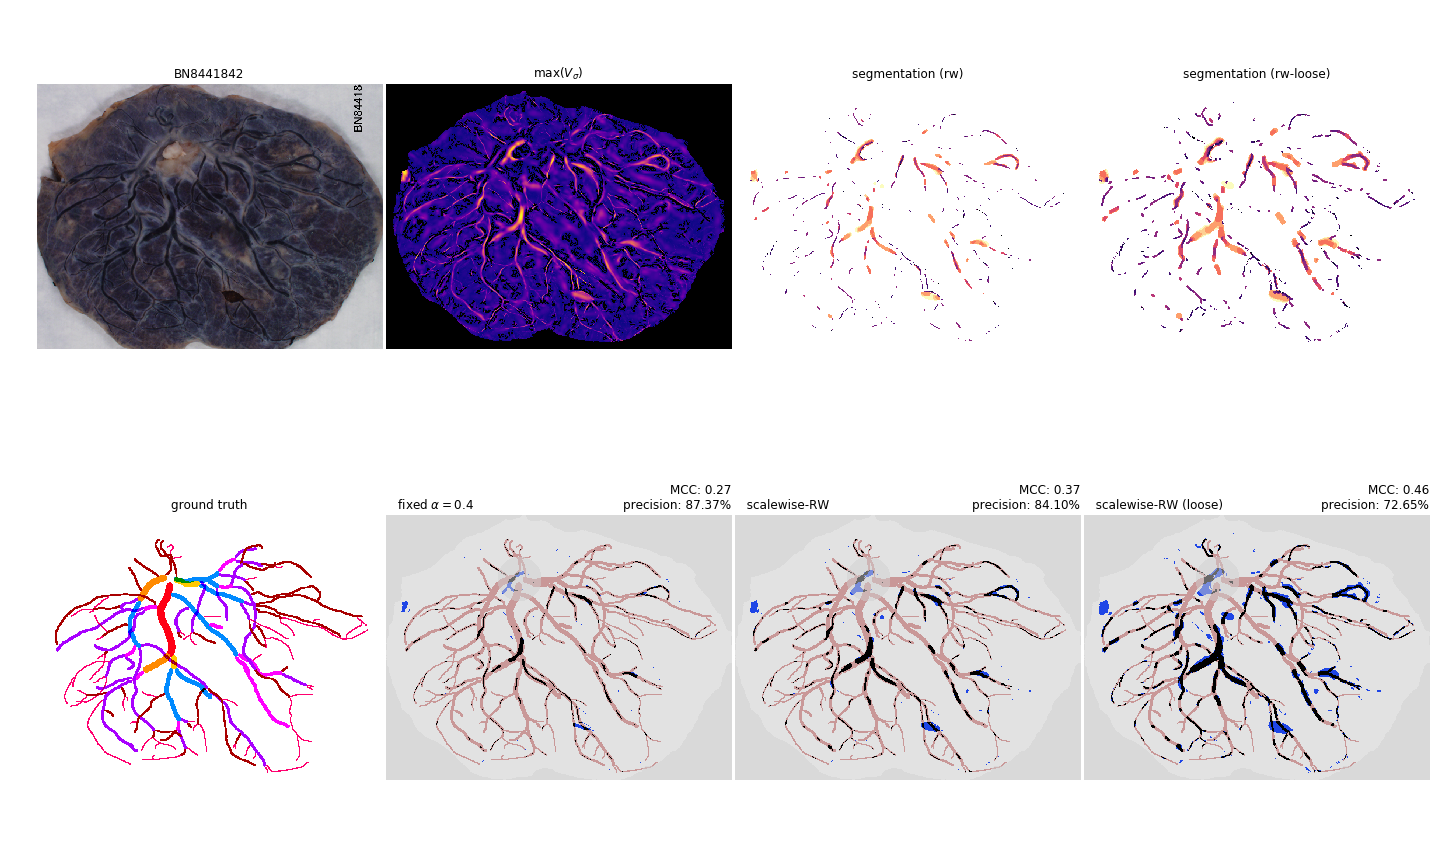 BN8441842
max(V_σ)
segmentation (rw)
segmentation (rw-loose)
BN84418
ground truth
fixed α = 0.4
MCC: 0.27
precision: 87.37%
scalewise-RW
MCC: 0.37
precision: 84.10%
scalewise-RW (loose)
MCC: 0.46
precision: 72.65%